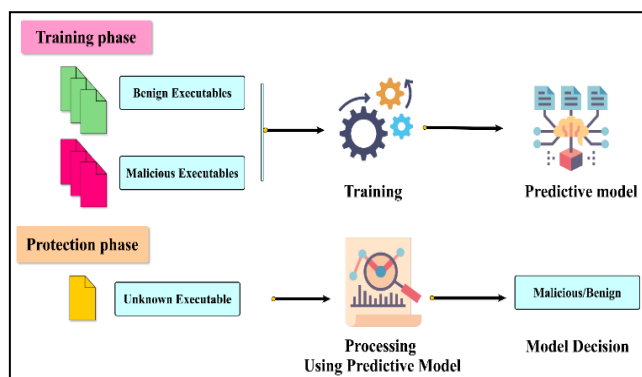 Training phase
Benign Executables
Malicious Executables
Training
Predictive model
Protection phase
Unknown Executable
Malicious/Benign
Processing
Using Predictive Model
Model Decision